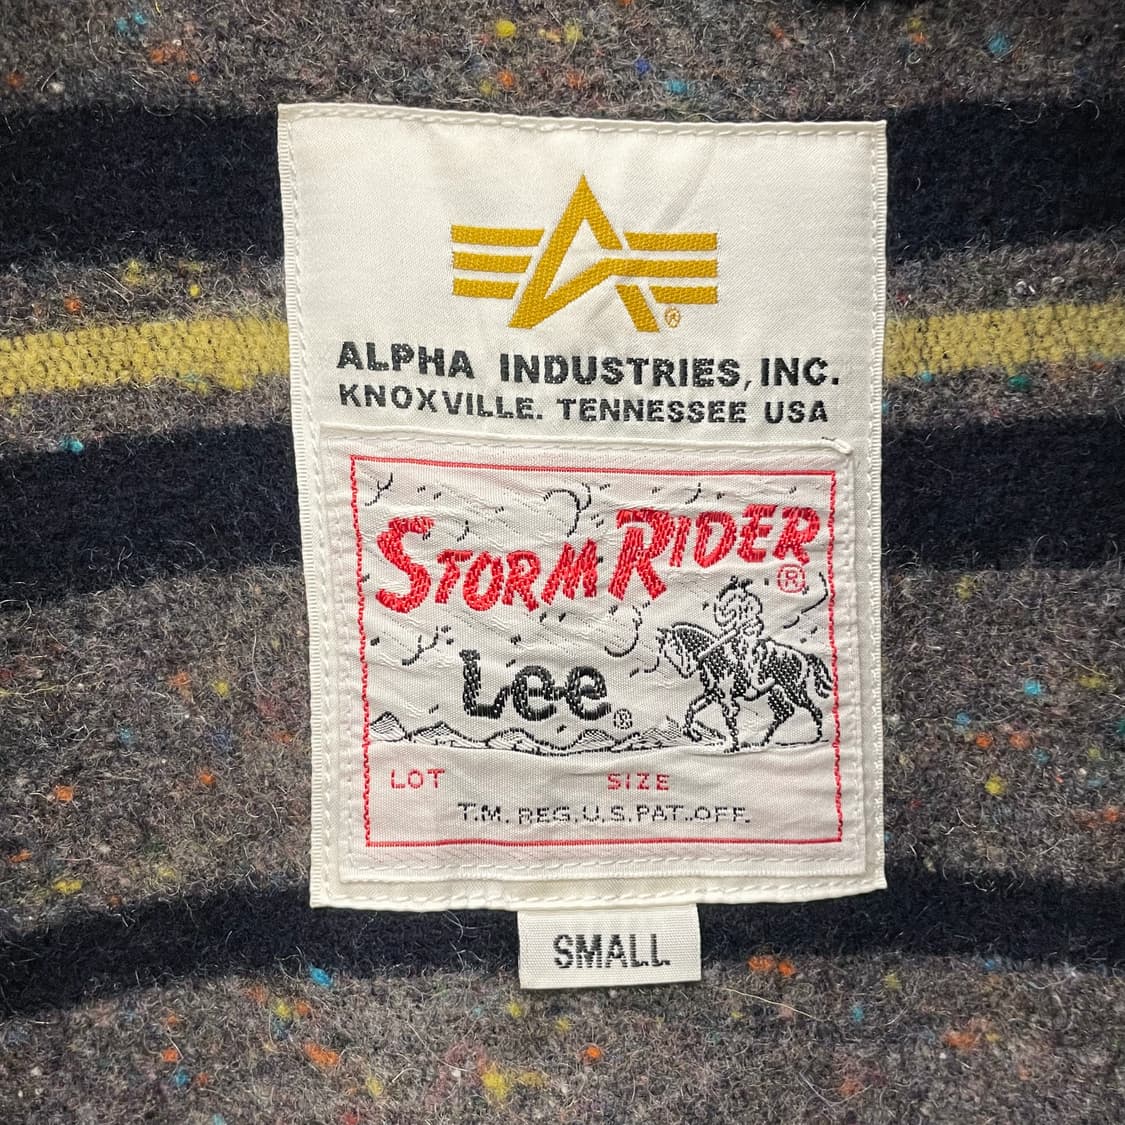 ®
ALPHA INDUSTRIES, INC.
KNOXVILLE. TENNESSEE USA
STORM RIDER
®
Lee®
LOT SIZE
T.M. REG.U.S.PAT..OFF.
SMALL